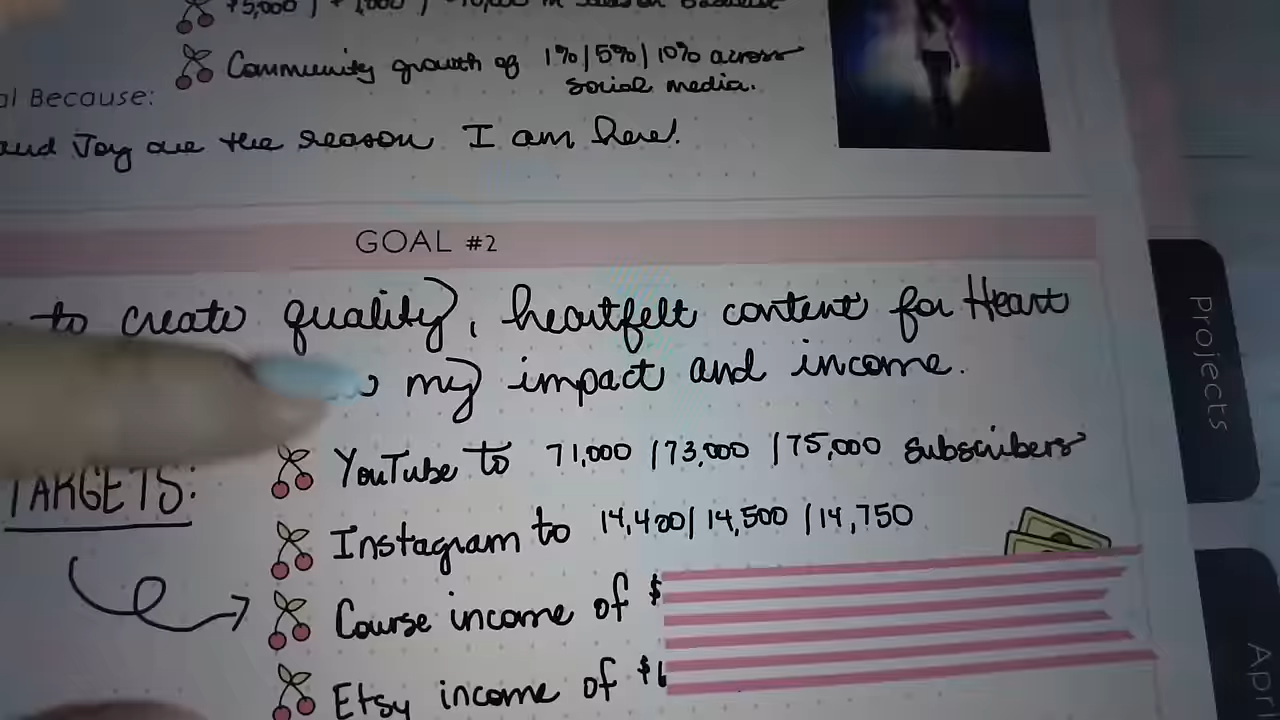 Community growth of 1% | 5% | 10% across
social media.
al Because:
and Joy are the reason I am here!
GOAL #2
to create quality, heartfelt content for Heart
my impact and income.
TARGETS:
YouTube to 71,000 | 73,000 | 75,000 subscribers
Instagram to 14,400 | 14,500 | 14,750
Course income of $
Etsy income of $
Projects
Apri